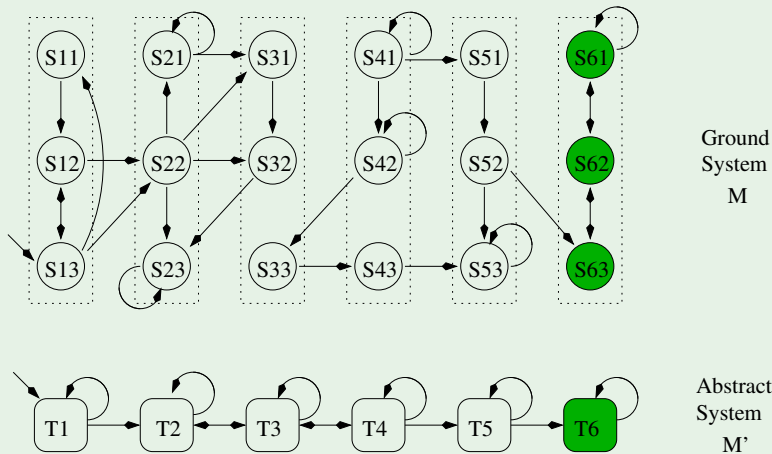 S11 S21 S31 S41 S51 S61
S12 S22 S32 S42 S52 S62
Ground
System
M
S13 S23 S33 S43 S53 S63
T1 T2 T3 T4 T5 T6
Abstract
System
M'